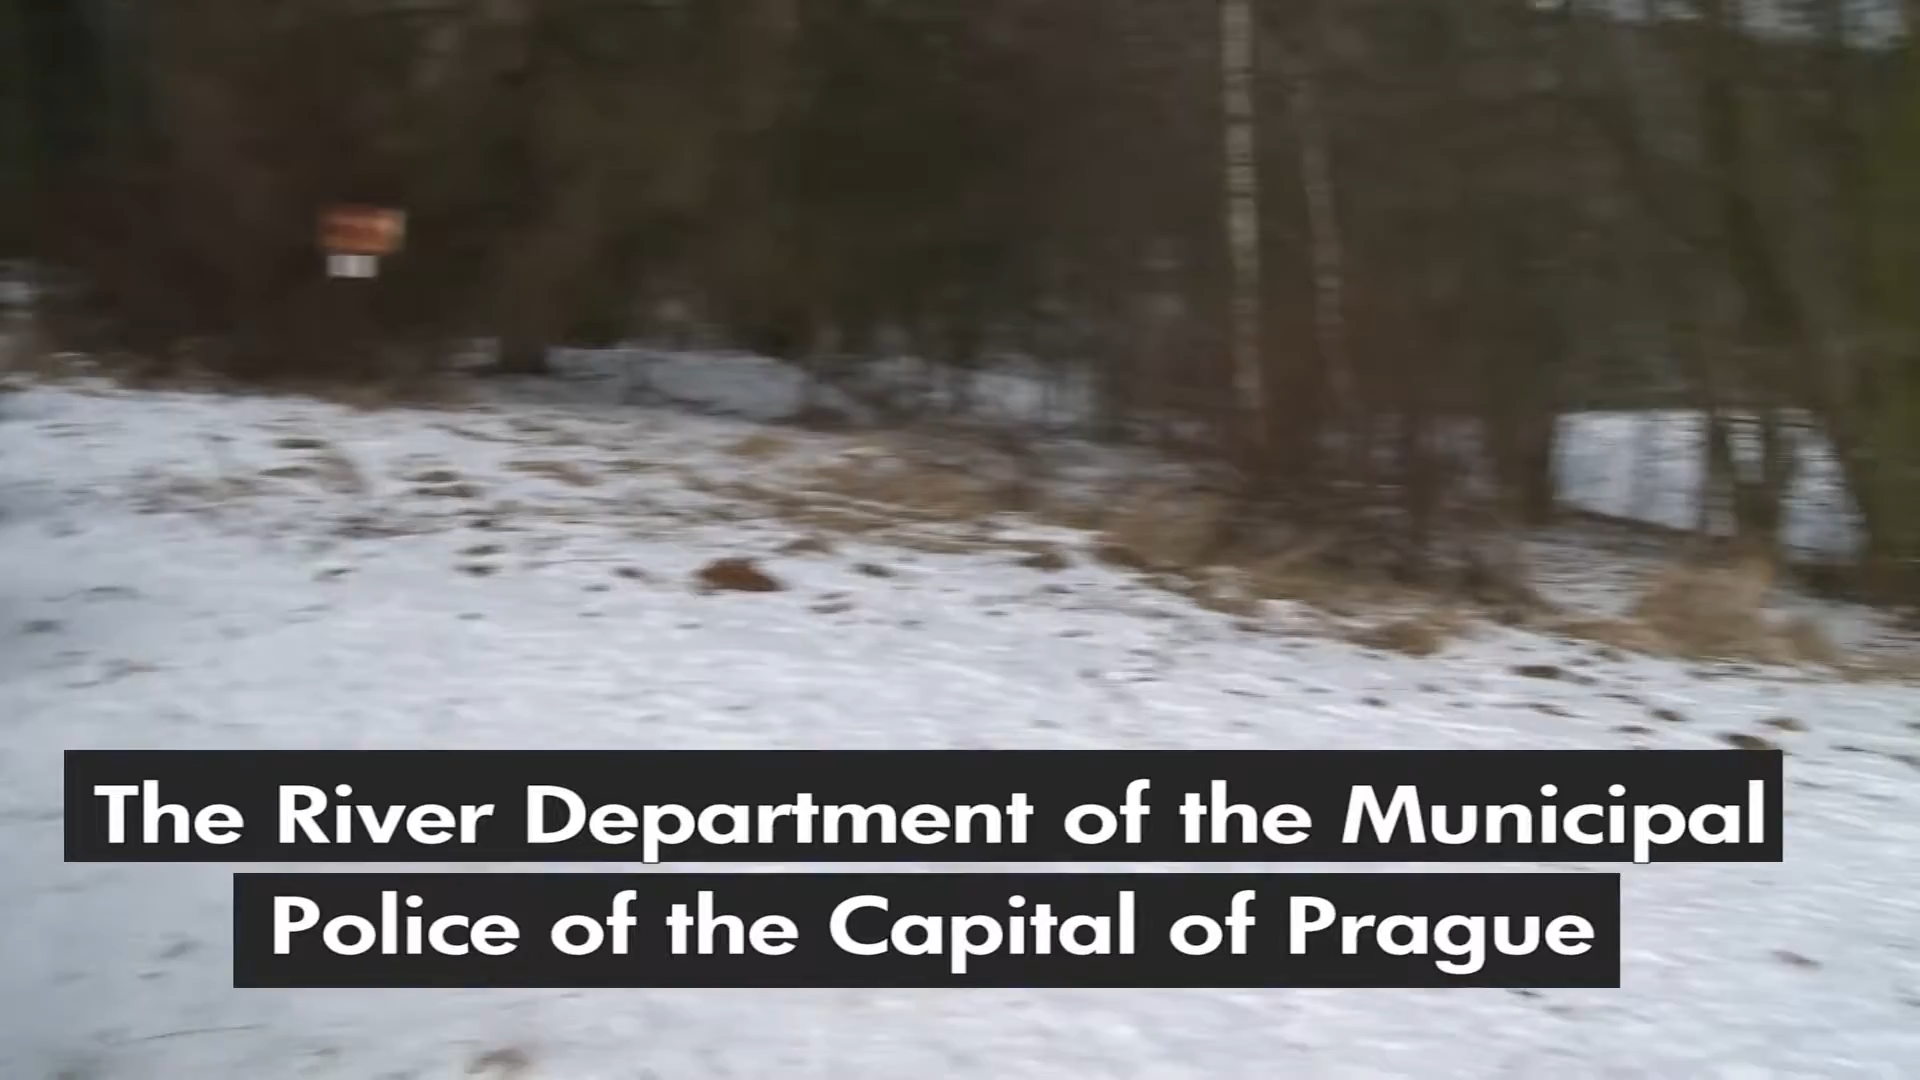 The River Department of the Municipal
Police of the Capital of Prague